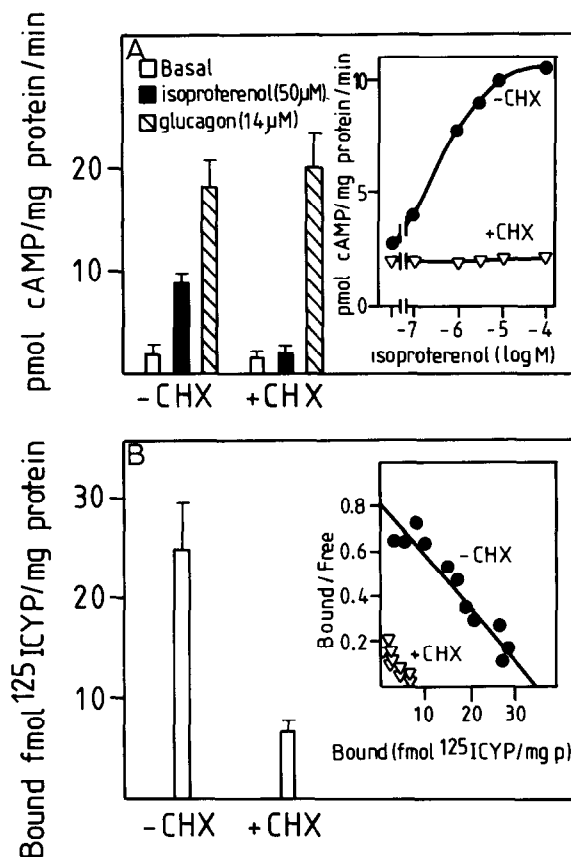 A
pmol cAMP/mg protein/min
20
10
Basal
isoproterenol(50µM)
glucagon(14µM)
-CHX +CHX
pmol cAMP/mg protein/min
10
5
0
-CHX
+CHX
-7 -6 -5 -4
isoproterenol (log M)
B
Bound fmol 125ICYP/mg protein
30
20
10
-CHX +CHX
Bound/Free
0.8
0.6
0.4
0.2
-CHX
+CHX
10 20 30
Bound (fmol 125ICYP/mg p)